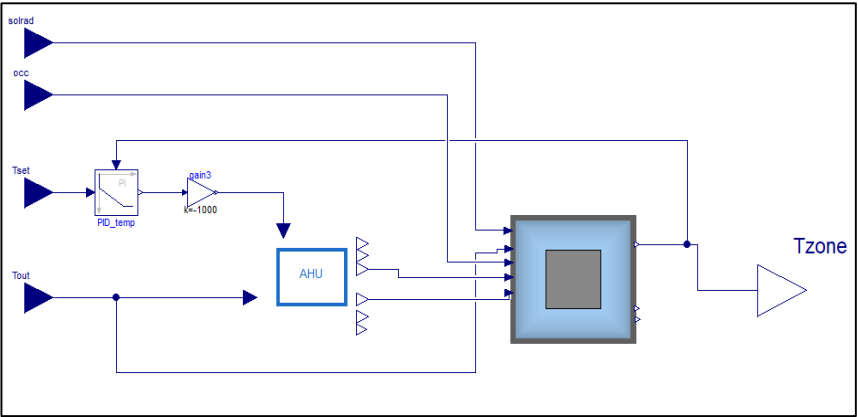 solrad
occ
Tset
PI
PID_temp
gain3
k=-1000
Tzone
AHU
Tout